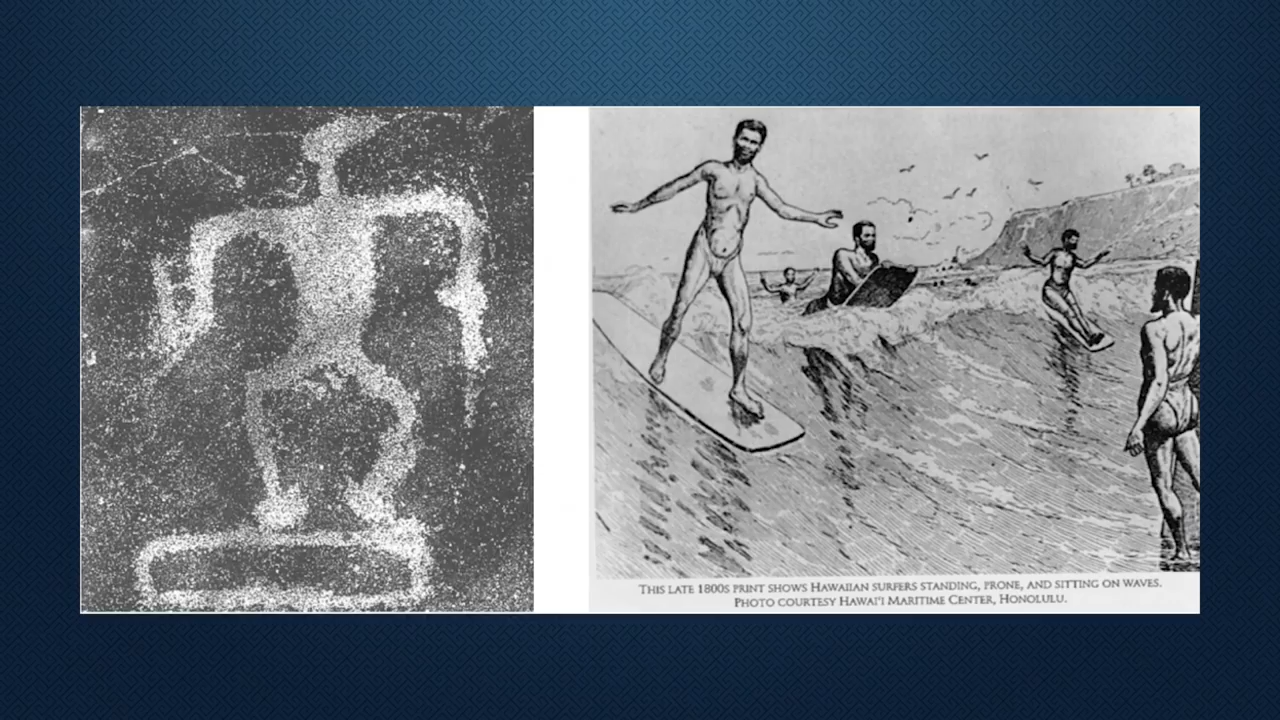 THIS LATE 1800S PRINT SHOWS HAWAIIAN SURFERS STANDING, PRONE, AND SITTING ON WAVES.
PHOTO COURTESY HAWAI'I MARITIME CENTER, HONOLULU.